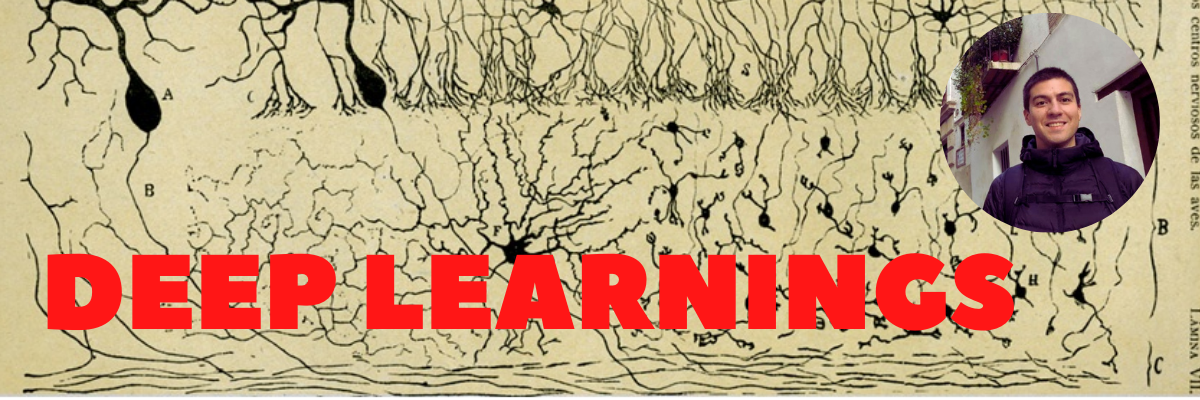 A
C
S
B
F
DEEP LEARNINGS
H
B
C
centros nerviosos de las aves.
LÁMINA VII.